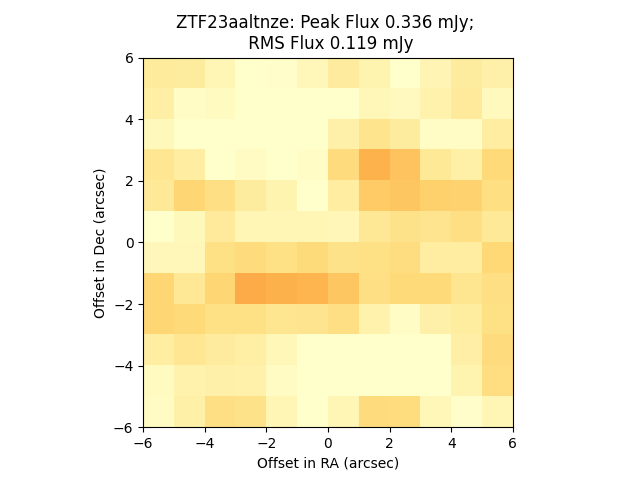 ZTF23aaltnze: Peak Flux 0.336 mJy;
RMS Flux 0.119 mJy
6
4
2
0
−2
−4
−6
Offset in Dec (arcsec)
−6 −4 −2 0 2 4 6
Offset in RA (arcsec)